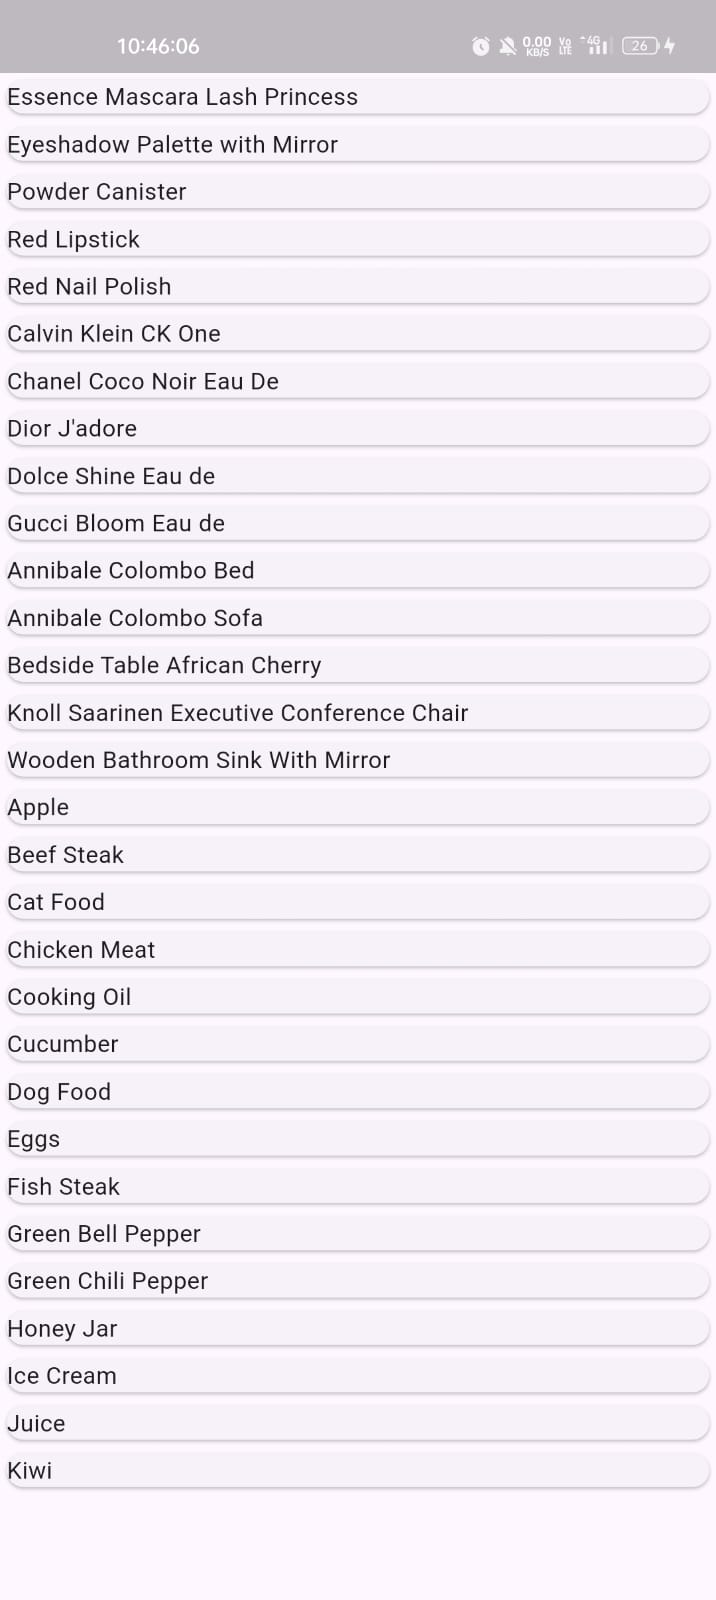 10:46:06
0.00 KB/S Vo LTE 4G 26
Essence Mascara Lash Princess
Eyeshadow Palette with Mirror
Powder Canister
Red Lipstick
Red Nail Polish
Calvin Klein CK One
Chanel Coco Noir Eau De
Dior J'adore
Dolce Shine Eau de
Gucci Bloom Eau de
Annibale Colombo Bed
Annibale Colombo Sofa
Bedside Table African Cherry
Knoll Saarinen Executive Conference Chair
Wooden Bathroom Sink With Mirror
Apple
Beef Steak
Cat Food
Chicken Meat
Cooking Oil
Cucumber
Dog Food
Eggs
Fish Steak
Green Bell Pepper
Green Chili Pepper
Honey Jar
Ice Cream
Juice
Kiwi